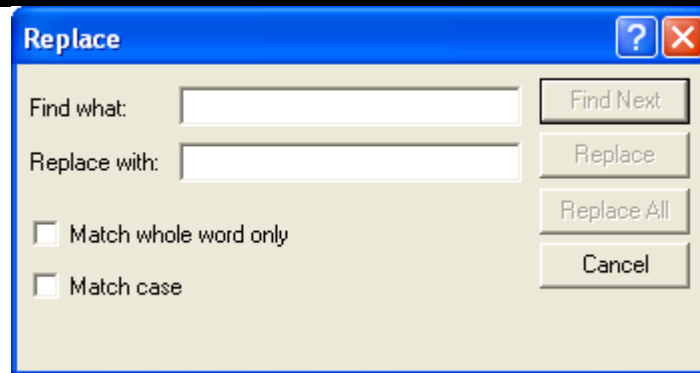 Replace
Find what:
Find Next
Replace with:
Replace
Replace All
Match whole word only
Cancel
Match case